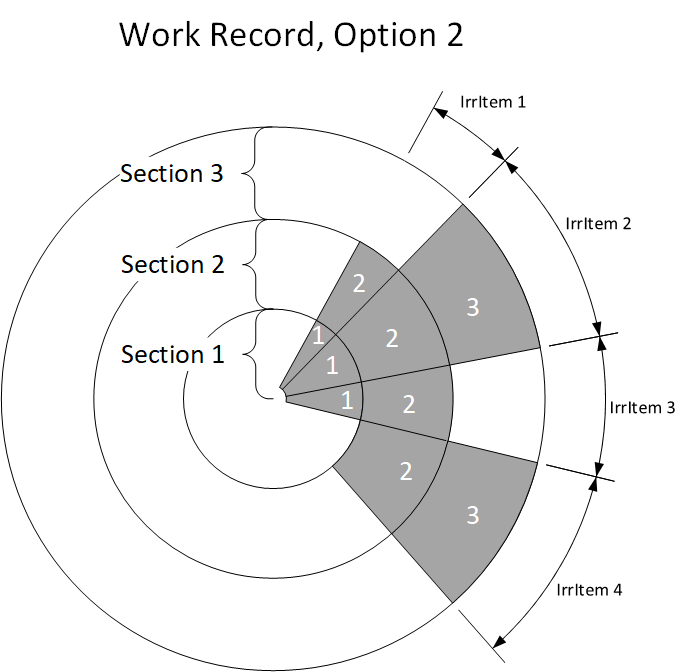 Work Record, Option 2
IrrItem 1
Section 3
IrrItem 2
Section 2
2
3
1
2
Section 1
1
1
2
IrrItem 3
2
3
IrrItem 4